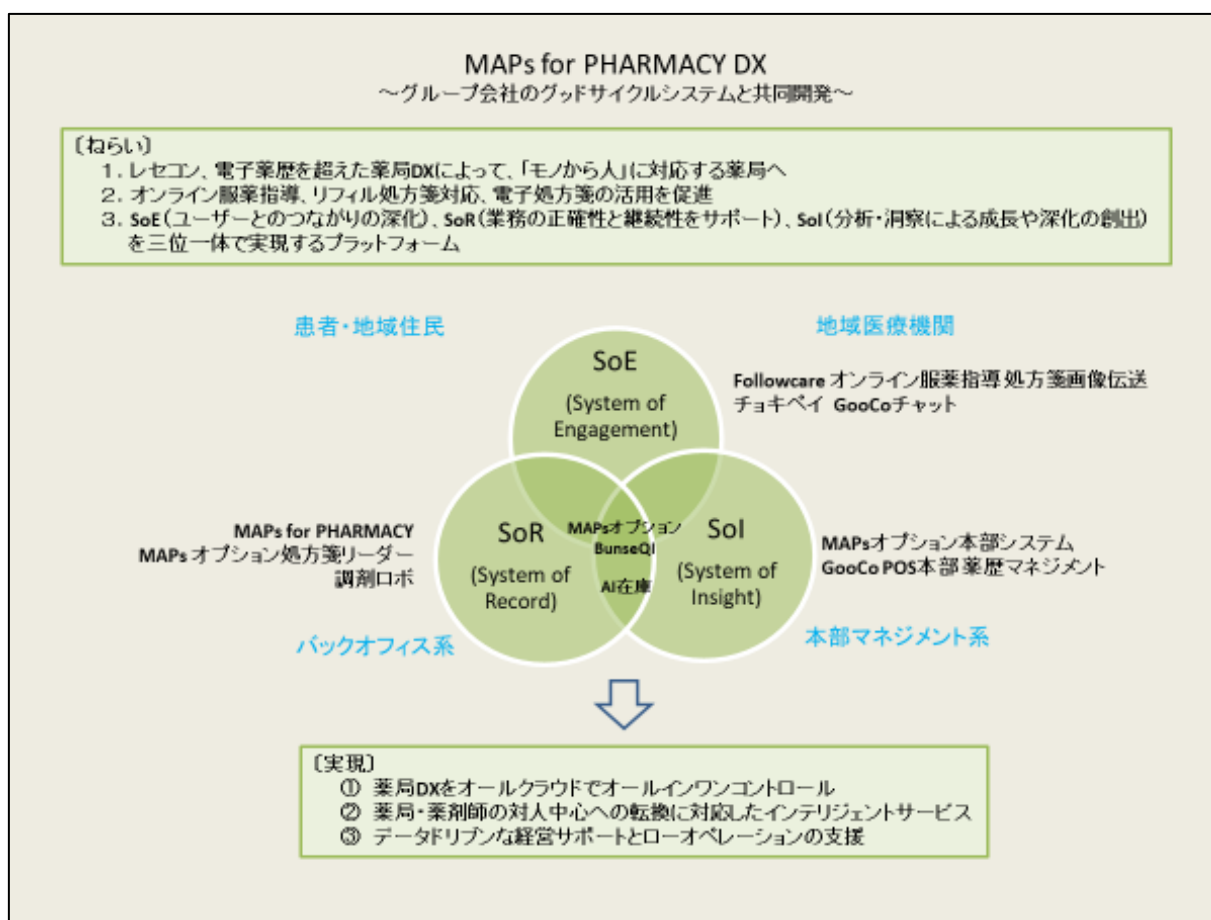 MAPs for PHARMACY DX
～グループ会社のグッドサイクルシステムと共同開発～
〔ねらい〕
1．レセコン、電子薬歴を超えた薬局DXによって、「モノから人」に対応する薬局へ
2．オンライン服薬指導、リフィル処方箋対応、電子処方箋の活用を促進
3．SoE（ユーザーとのつながりの深化）、SoR（業務の正確性と継続性をサポート）、SoI（分析・洞察による成長や深化の創出）
を三位一体で実現するプラットフォーム
患者・地域住民
地域医療機関
SoE
(System of
Engagement)
Followcare オンライン服薬指導 処方箋画像伝送
チョキペイ GooCoチャット
MAPs for PHARMACY
MAPs オプション処方箋リーダー
調剤ロボ
SoR
(System of
Record)
MAPsオプション
BunseQI
AI在庫
SoI
(System of
Insight)
MAPsオプション本部システム
GooCo POS本部 薬歴マネジメント
バックオフィス系
本部マネジメント系
〔実現〕
① 薬局DXをオールクラウドでオールインワンコントロール
② 薬局・薬剤師の対人中心への転換に対応したインテリジェントサービス
③ データドリブンな経営サポートとローオペレーションの支援